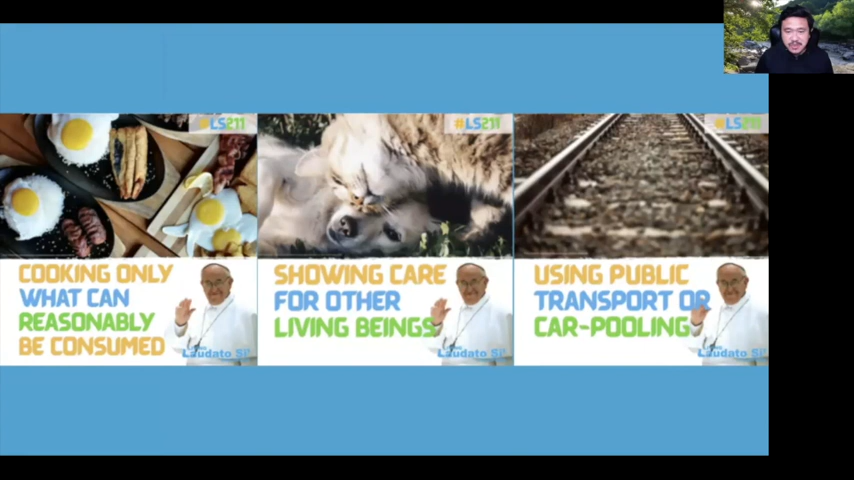 #LS211
COOKING ONLY
WHAT CAN
REASONABLY
BE CONSUMED
Laudato Si'
#LS211
SHOWING CARE
FOR OTHER
LIVING BEINGS
Laudato Si'
#LS211
USING PUBLIC
TRANSPORT OR
CAR-POOLING
Laudato Si'